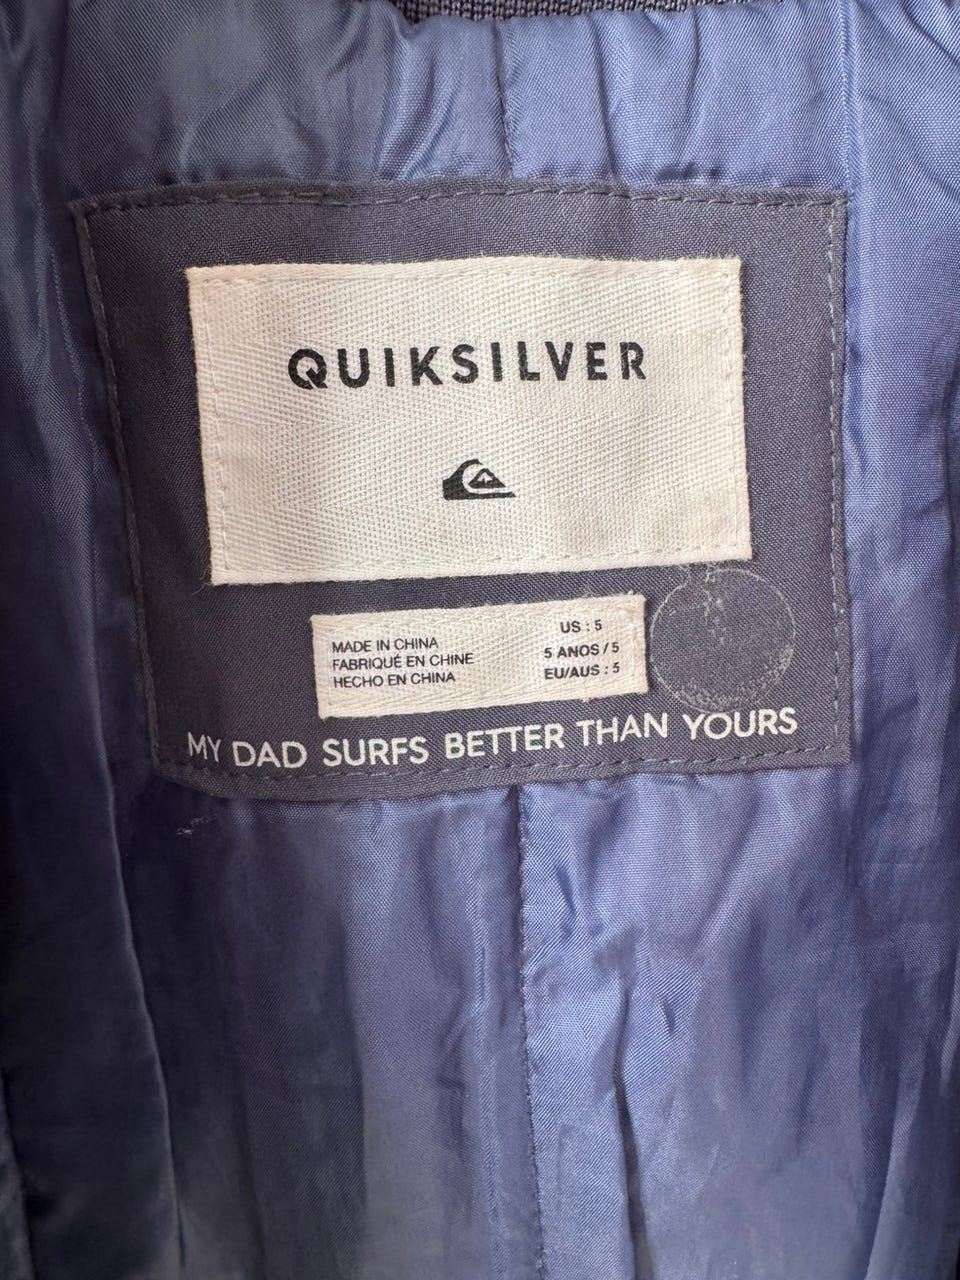 QUIKSILVER
MADE IN CHINA
FABRIQUÉ EN CHINE
HECHO EN CHINA
US : 5
5 ANOS / 5
EU/AUS : 5
MY DAD SURFS BETTER THAN YOURS